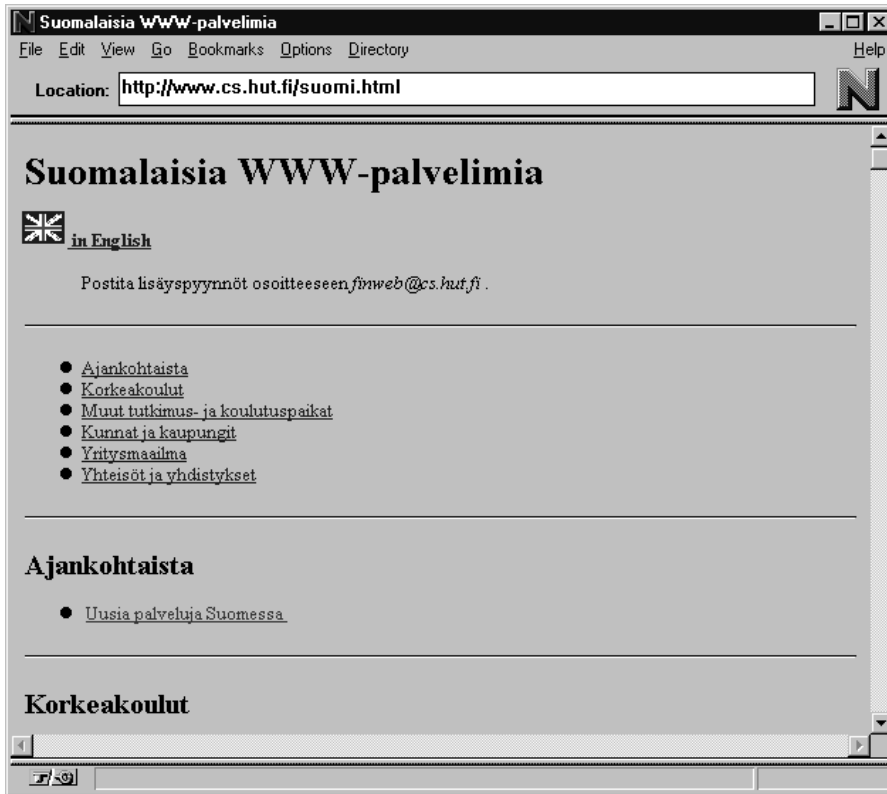 Suomalaisia WWW-palvelimia
File Edit View Go Bookmarks Options Directory Help
Location: http://www.cs.hut.fi/suomi.html
N
Suomalaisia WWW-palvelimia
in English
Postita lisäyspyynnöt osoitteeseen finweb@cs.hut.fi .
Ajankohtaista
Korkeakoulut
Muut tutkimus- ja koulutuspaikat
Kunnat ja kaupungit
Yritysmaailma
Yhteisöt ja yhdistykset
Ajankohtaista
Uusia palveluja Suomessa
Korkeakoulut